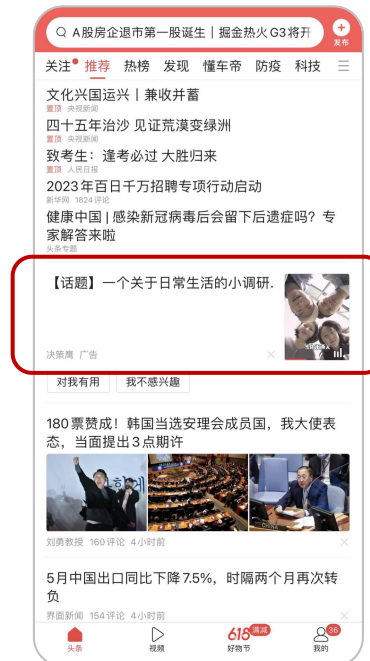 A股房企退市第一股诞生｜掘金热火G3将开
发布
关注 推荐 热榜 发现 懂车帝 防疫 科技
文化兴国运兴丨兼收并蓄
置顶 央视新闻
四十五年治沙 见证荒漠变绿洲
置顶 央视新闻
致考生：逢考必过 大胜归来
置顶 人民日报
2023年百日千万招聘专项行动启动
新华网 1824评论
健康中国|感染新冠病毒后会留下后遗症吗？专
家解答来啦
头条专题
【话题】一个关于日常生活的小调研.
决策鹰 广告
对我有用 我不感兴趣
180票赞成！韩国当选安理会成员国，我大使表
态，当面提出3点期许
CHINA
刘勇教授 160评论 4小时前
5月中国出口同比下降7.5%，时隔两个月再次转
负
界面新闻 154评论 4小时前
头条 视频 618 满减 好物节 36 我的